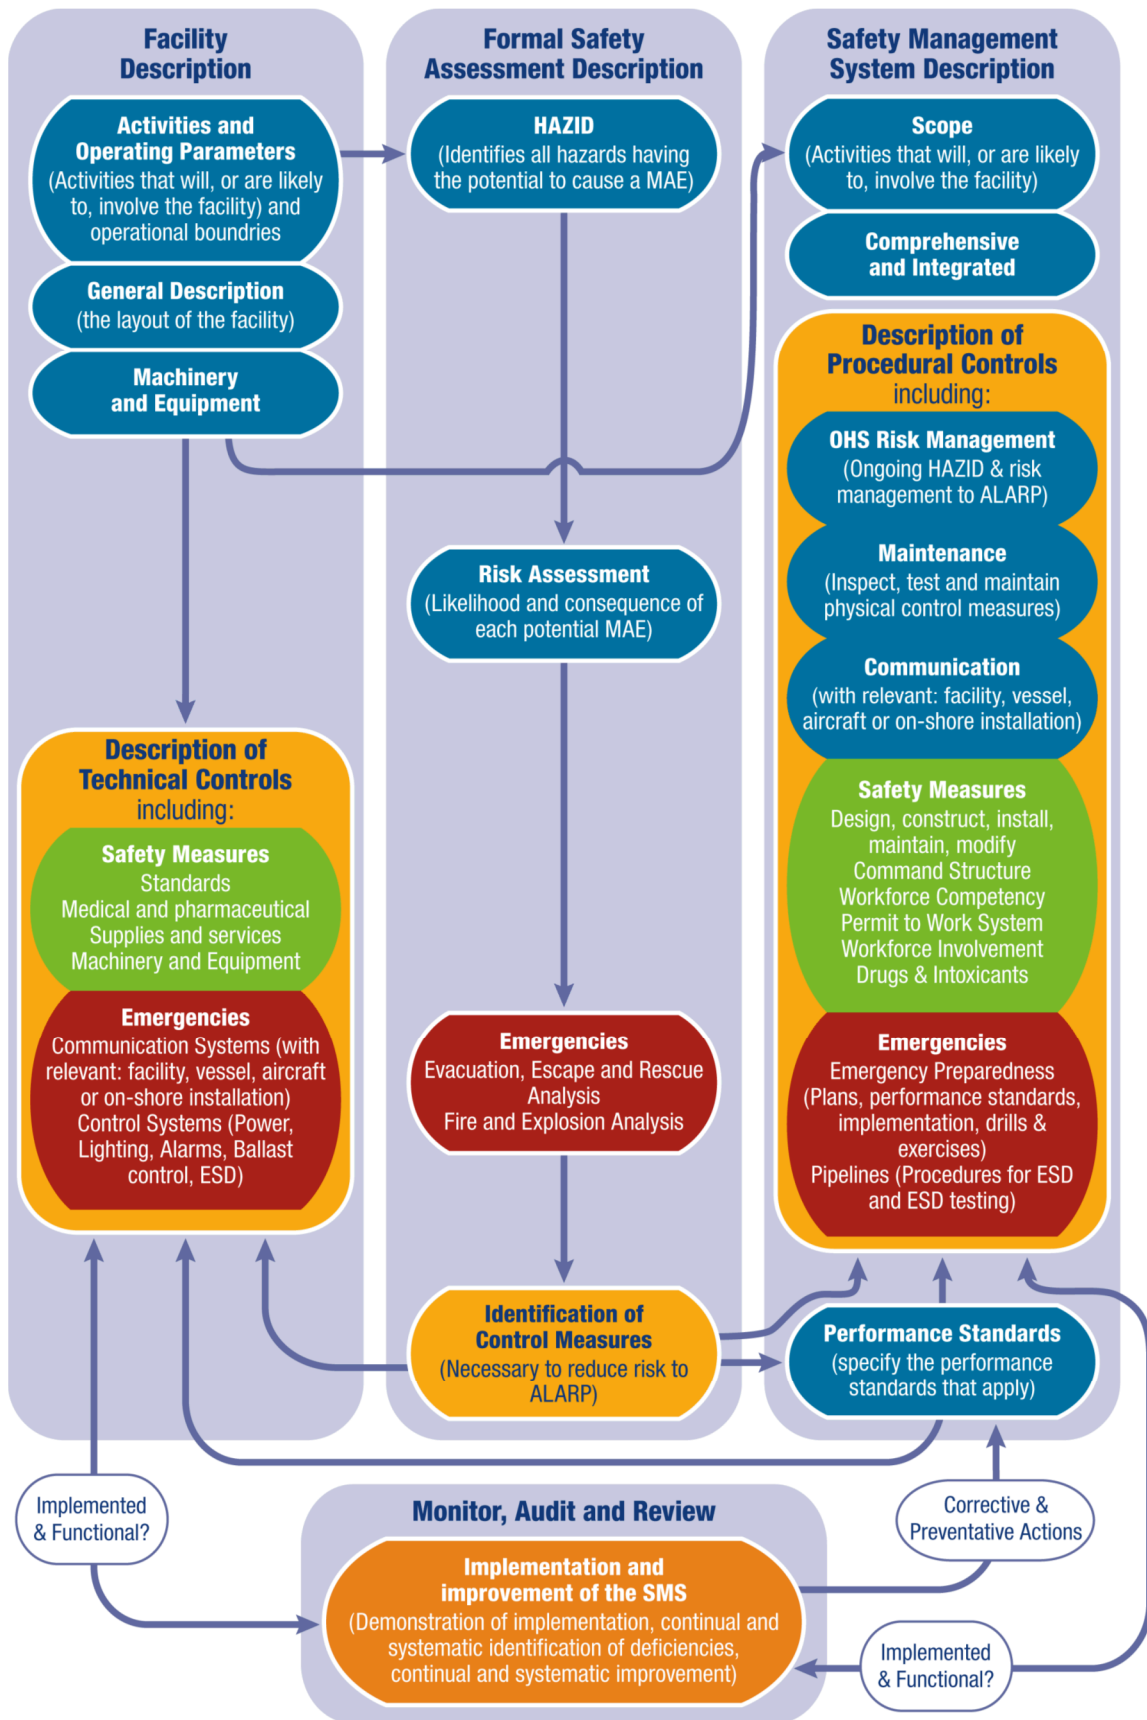 Facility
Description
Activities and
Operating Parameters
(Activities that will, or are likely
to, involve the facility) and
operational boundries
General Description
(the layout of the facility)
Machinery
and Equipment
Description of
Technical Controls
including:
Safety Measures
Standards
Medical and pharmaceutical
Supplies and services
Machinery and Equipment
Emergencies
Communication Systems (with
relevant: facility, vessel, aircraft
or on-shore installation)
Control Systems (Power,
Lighting, Alarms, Ballast
control, ESD)
Formal Safety
Assessment Description
HAZID
(Identifies all hazards having
the potential to cause a MAE)
Risk Assessment
(Likelihood and consequence of
each potential MAE)
Emergencies
Evacuation, Escape and Rescue
Analysis
Fire and Explosion Analysis
Identification of
Control Measures
(Necessary to reduce risk to
ALARP)
Safety Management
System Description
Scope
(Activities that will, or are likely
to, involve the facility)
Comprehensive
and Integrated
Description of
Procedural Controls
including:
OHS Risk Management
(Ongoing HAZID & risk
management to ALARP)
Maintenance
(Inspect, test and maintain
physical control measures)
Communication
(with relevant: facility, vessel,
aircraft or on-shore installation)
Safety Measures
Design, construct, install,
maintain, modify
Command Structure
Workforce Competency
Permit to Work System
Workforce Involvement
Drugs & Intoxicants
Emergencies
Emergency Preparedness
(Plans, performance standards,
implementation, drills &
exercises)
Pipelines (Procedures for ESD
and ESD testing)
Performance Standards
(specify the performance
standards that apply)
Implemented
& Functional?
Monitor, Audit and Review
Implementation and
improvement of the SMS
(Demonstration of implementation, continual and
systematic identification of deficiencies,
continual and systematic improvement)
Corrective &
Preventative Actions
Implemented
& Functional?